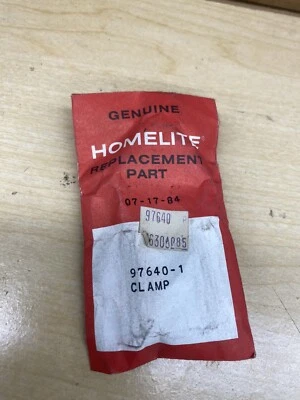 GENUINE
HOMELITE
REPLACEMENT
PART
07-17-84
97640 P
97640-1
CLAMP